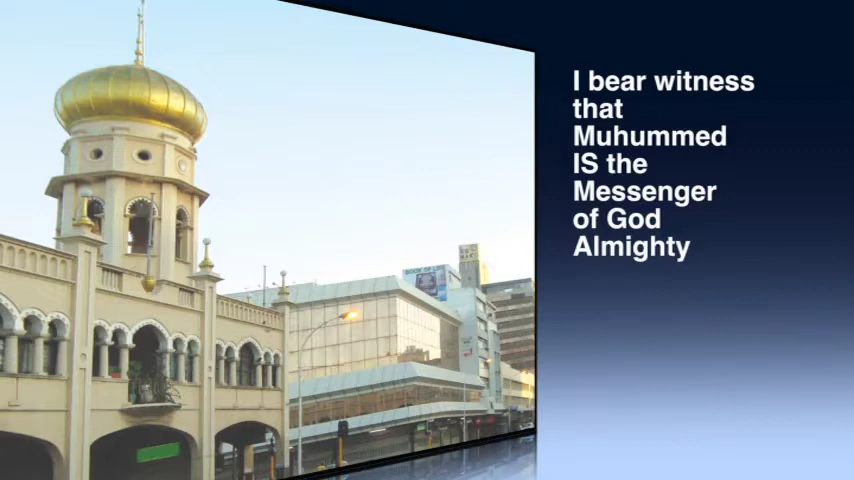 I bear witness
that
Muhummed
IS the
Messenger
of God
Almighty